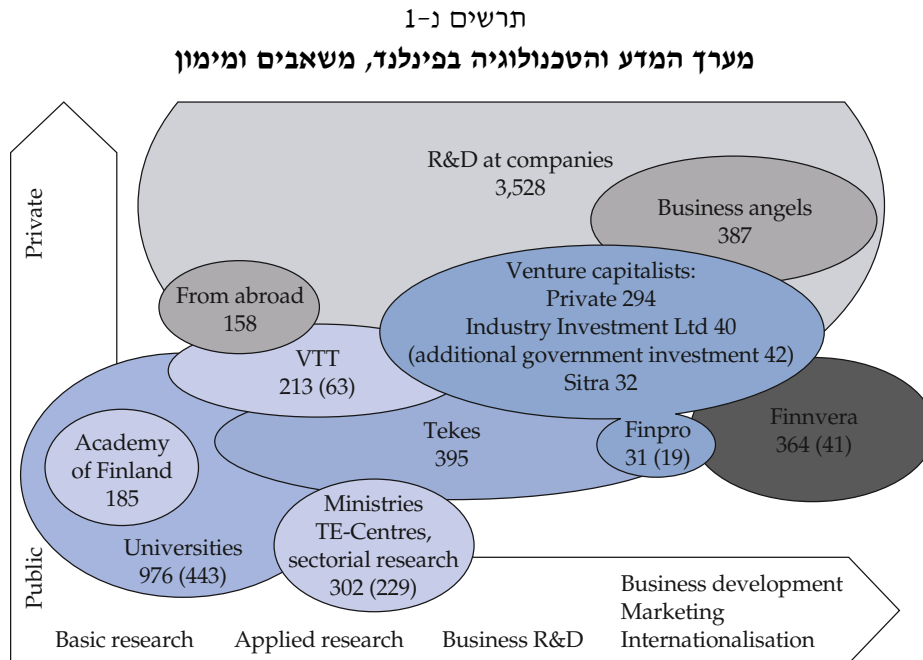 תרשים נ-1
מערך המדע והטכנולוגיה בפינלנד, משאבים ומימון
Private
R&D at companies
3,528
Business angels
387
Venture capitalists:
Private 294
Industry Investment Ltd 40
(additional government investment 42)
Sitra 32
From abroad
158
VTT
213 (63)
Tekes
395
Finpro
31 (19)
Finnvera
364 (41)
Academy
of Finland
185
Universities
976 (443)
Ministries
TE-Centres,
sectorial research
302 (229)
Public
Basic research
Applied research
Business R&D
Business development
Marketing
Internationalisation